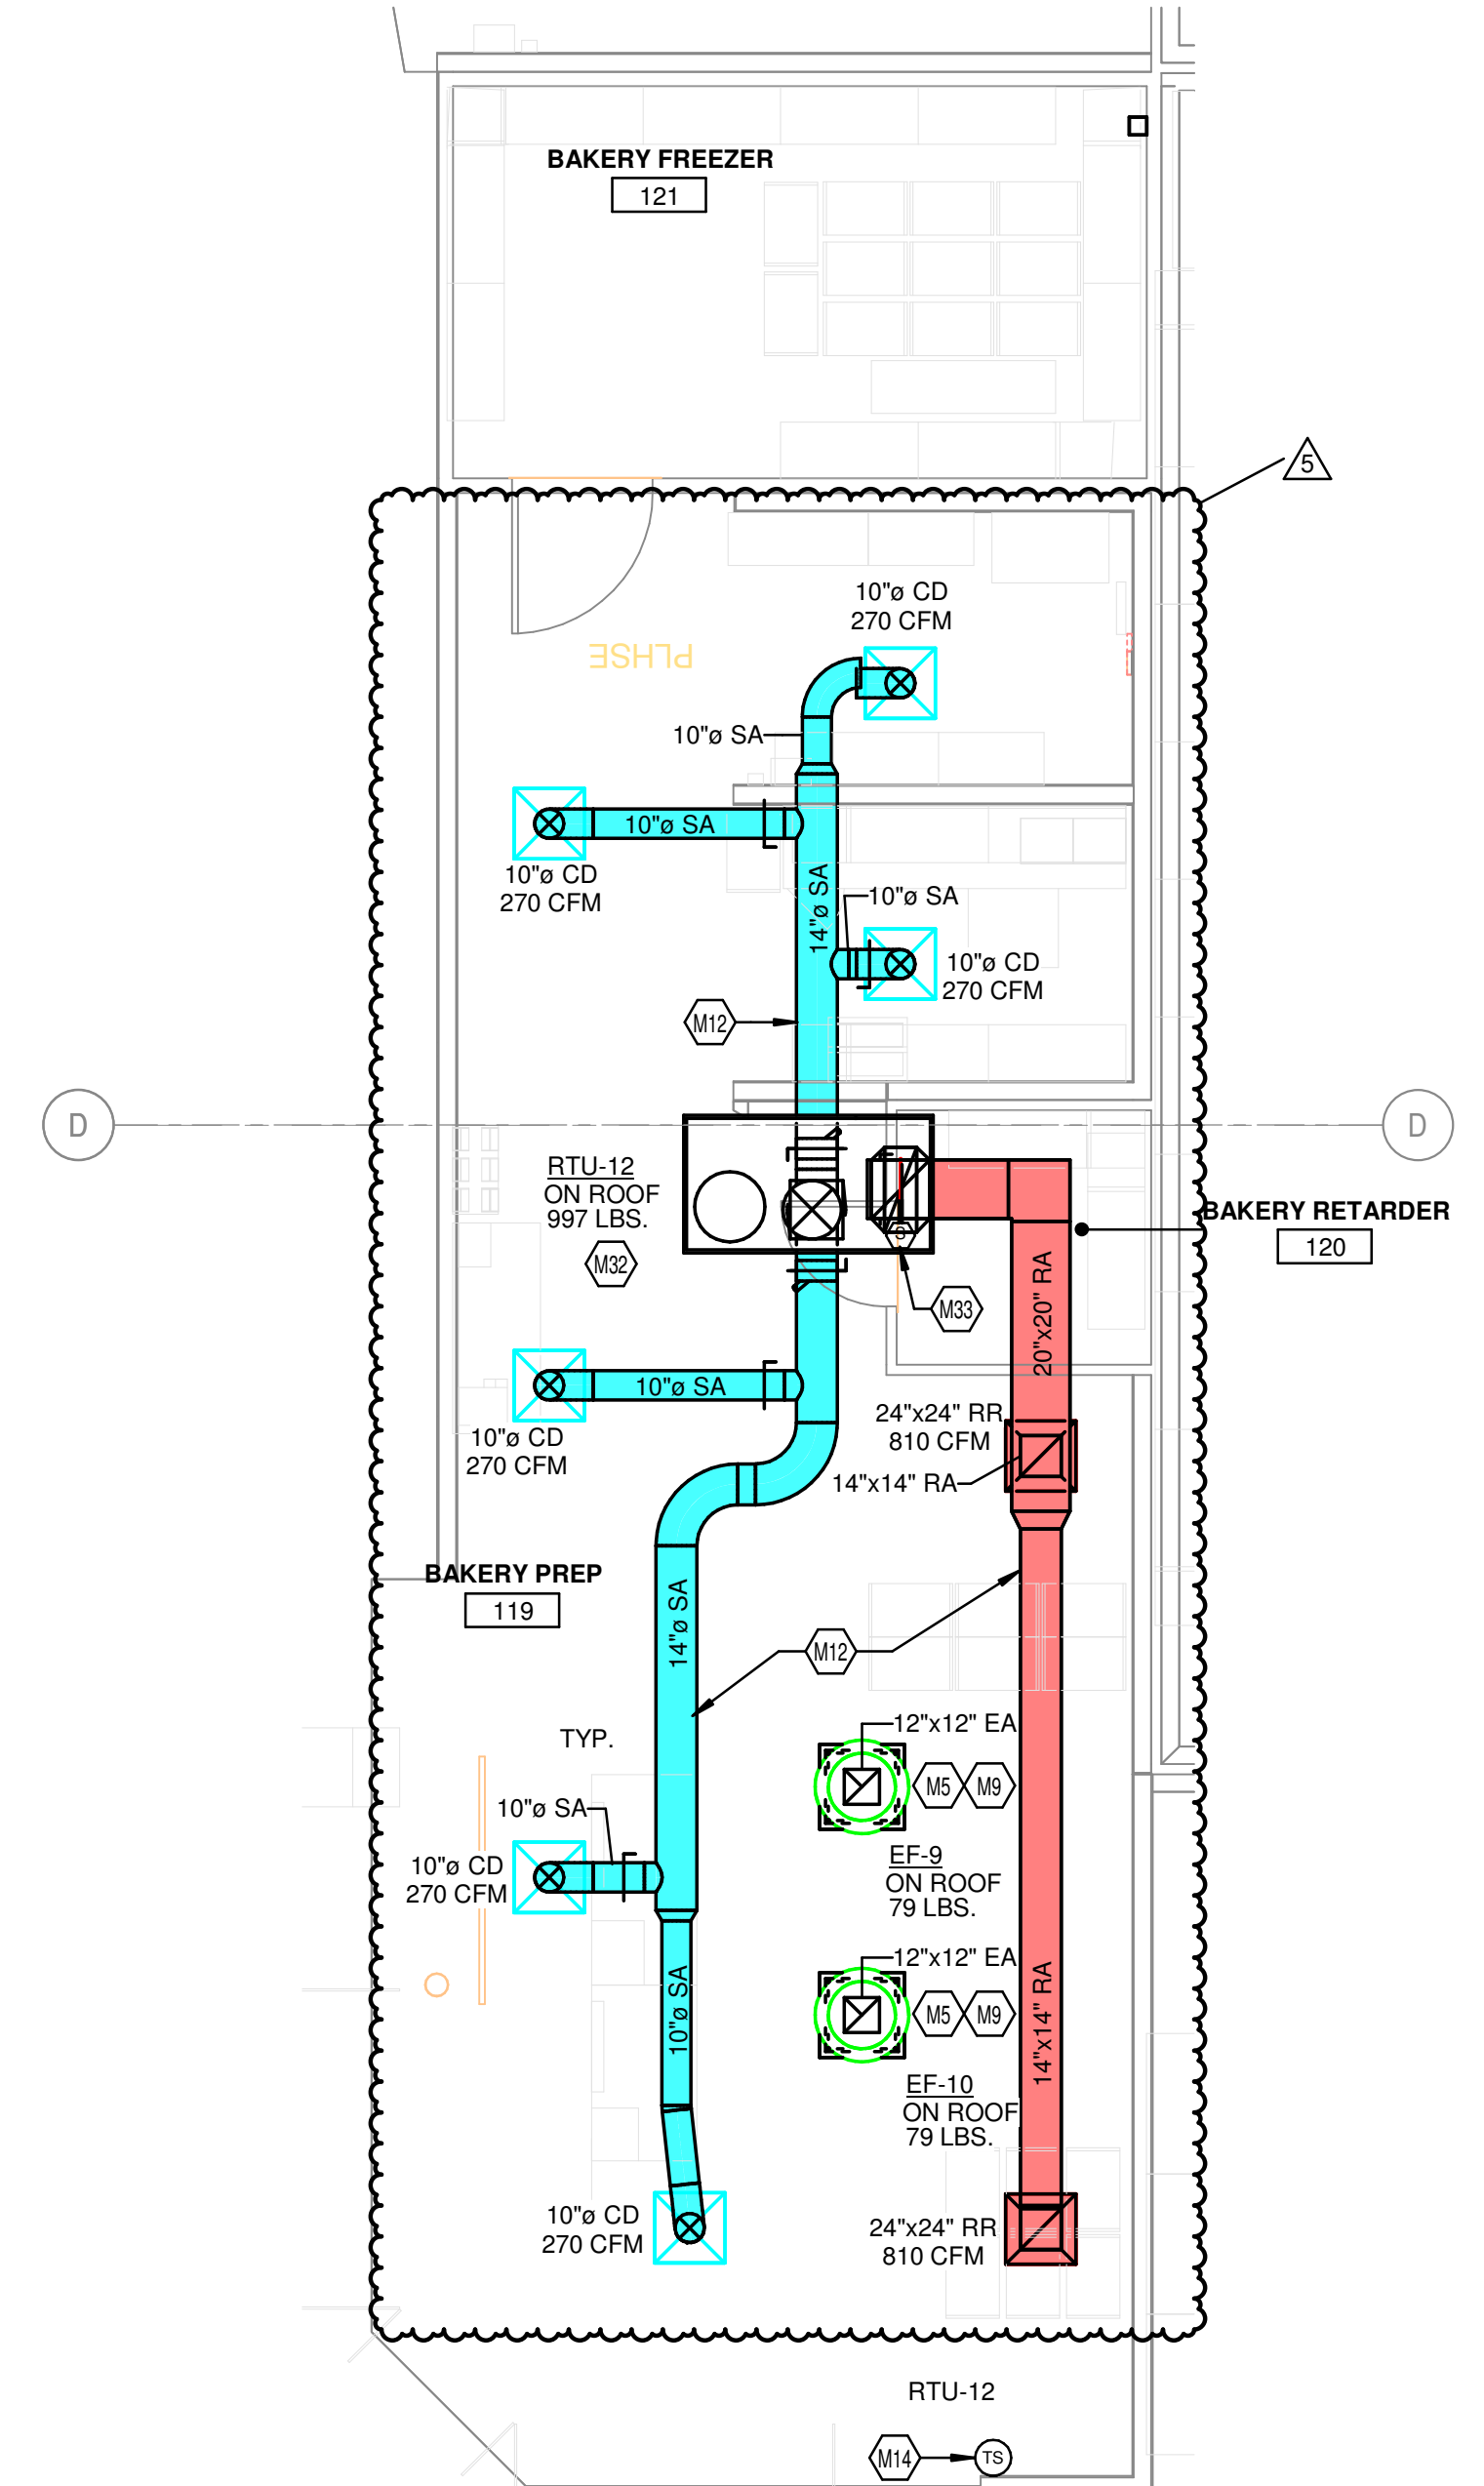 BAKERY FREEZER
121
5
10"ø CD
270 CFM
PLHSE
10"ø SA
10"ø SA
10"ø CD
270 CFM
14"ø SA
10"ø SA
10"ø CD
270 CFM
M12
D
D
RTU-12
ON ROOF
997 LBS.
M32
BAKERY RETARDER
120
M33
20"x20" RA
10"ø SA
10"ø CD
270 CFM
24"x24" RR
810 CFM
14"x14" RA
BAKERY PREP
119
14"ø SA
M12
TYP.
12"x12" EA
M5
M9
EF-9
ON ROOF
79 LBS.
10"ø SA
10"ø CD
270 CFM
12"x12" EA
M5
M9
10"ø SA
14"x14" RA
EF-10
ON ROOF
79 LBS.
10"ø CD
270 CFM
24"x24" RR
810 CFM
RTU-12
M14
TS